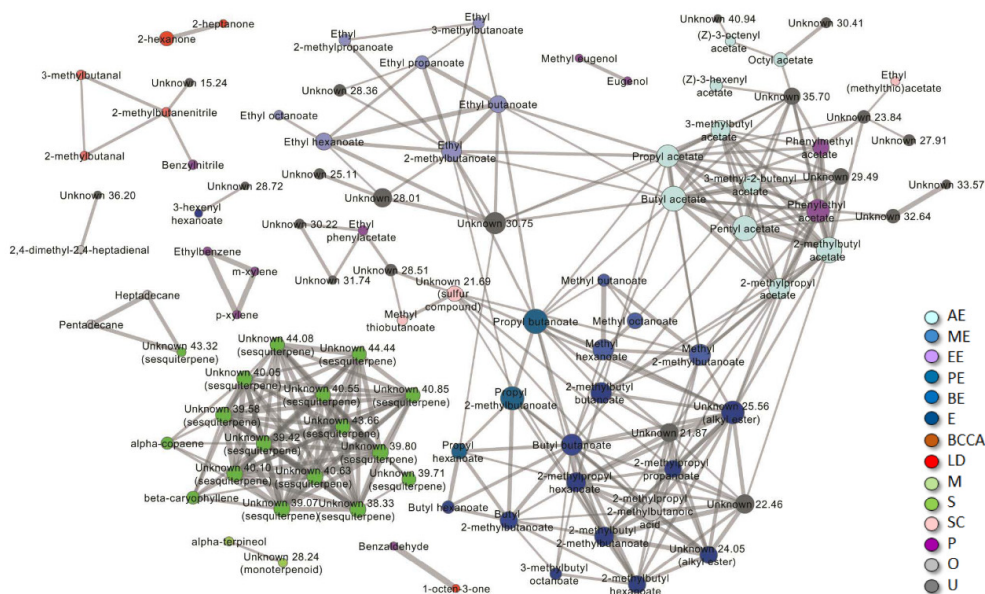 Ethyl
2-methylpropanoate
Ethyl
3-methylbutanoate
Unknown 40.94
Unknown 30.41
2-heptanone
2-hexanone
(Z)-3-octenyl
acetate
Octyl acetate
Ethyl propanoate
Methyl eugenol
Eugenol
3-methylbutanal
Unknown 15.24
Unknown 28.36
(Z)-3-hexenyl
acetate
Ethyl
(methylthio)acetate
Unknown 35.70
2-methylbutanenitrile
Ethyl octanoate
Ethyl butanoate
Unknown 23.84
3-methylbutyl
acetate
Ethyl hexanoate
Ethyl
2-methylbutanoate
Phenylmethyl
acetate
Unknown 27.91
2-methylbutanal
Benzylnitrile
Propyl acetate
Unknown 25.11
3-methyl-2-butenyl
acetate
Unknown 29.49
Unknown 33.57
Unknown 36.20
Unknown 28.72
3-hexenyl
hexanoate
Unknown 28.01
Butyl acetate
Phenylethyl
acetate
Unknown 32.64
Unknown 30.22
Ethyl
phenylacetate
Unknown 30.75
Pentyl acetate
2-methylbutyl
acetate
2,4-dimethyl-2,4-heptadienal
Ethylbenzene
m-xylene
p-xylene
Unknown 31.74
Unknown 28.51
Unknown 21.69
(sulfur
compound)
Methyl butanoate
2-methylpropyl
acetate
Heptadecane
Pentadecane
Methyl
thiobutanoate
Propyl butanoate
Methyl octanoate
Unknown 43.32
(sesquiterpene)
Unknown 44.08
(sesquiterpene)
Unknown 44.44
(sesquiterpene)
Methyl
hexanoate
Methyl
2-methylbutanoate
Unknown 40.05
(sesquiterpene)
Unknown 40.55
(sesquiterpene)
Unknown 40.85
(sesquiterpene)
Propyl
2-methylbutanoate
2-methylbutyl
butanoate
Unknown 25.56
(alkyl ester)
Unknown 39.58
(sesquiterpene)
Unknown 43.66
(sesquiterpene)
Unknown 21.87
alpha-copaene
Unknown 39.42
(sesquiterpene)
Unknown 39.80
(sesquiterpene)
Propyl
hexanoate
Butyl butanoate
2-methylpropyl
propanoate
Unknown 40.10
(sesquiterpene)
Unknown 40.63
(sesquiterpene)
Unknown 39.71
(sesquiterpene)
2-methylpropyl
hexanoate
beta-caryophyllene
Unknown 39.07
(sesquiterpene)
Unknown 38.33
(sesquiterpene)
Butyl hexanoate
Butyl
2-methylbutanoate
2-methylpropyl
2-methylbutanoic
acid
Unknown 22.46
alpha-terpineol
Unknown 28.24
(monoterpenoid)
Benzaldehyde
1-octen-3-one
2-methylbutyl
2-methylbutanoate
Unknown 24.05
(alkyl ester)
3-methylbutyl
octanoate
2-methylbutyl
hexanoate
AE
ME
EE
PE
BE
E
BCCA
LD
M
S
SC
P
O
U